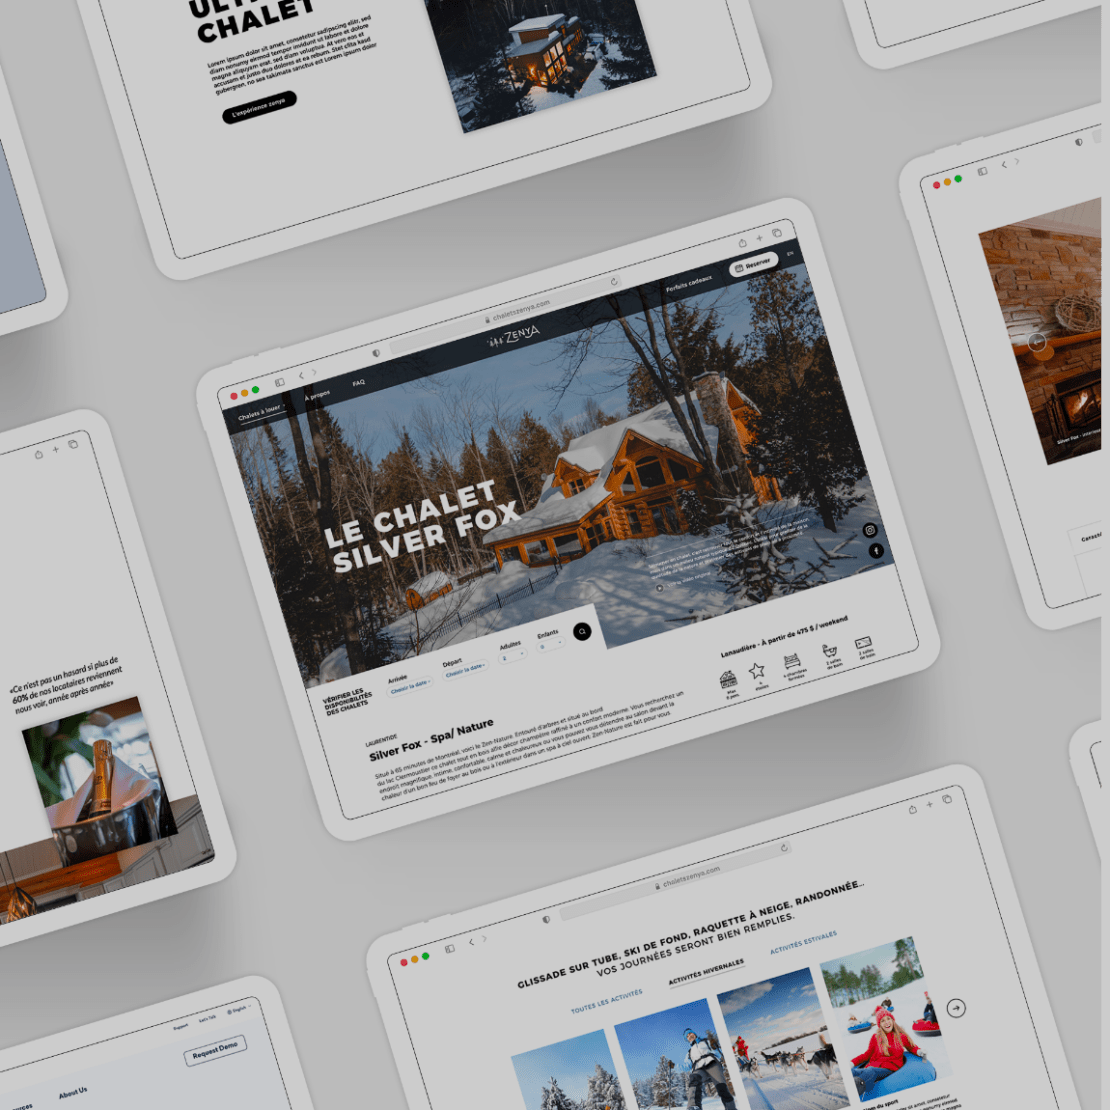 ULTI
CHALET
Lorem ipsum dolor sit amet, consetetur sadipscing elitr, sed
diam nonumy eirmod tempor invidunt ut labore et dolore
magna aliquyam erat, sed diam voluptua. At vero eos et
accusam et justo duo dolores et ea rebum. Stet clita kasd
gubergren, no sea takimata sanctus est Lorem ipsum dolor
L'expérience zenya
chaletszenya.com
Chalets à louer
À propos
FAQ
ZENYA
Forfaits cadeaux
Reserver
EN
LE CHALET
SILVER FOX
VÉRIFIER LES
DISPONIBILITÉS
DES CHALETS
Arrivée
Choisir la date
Départ
Choisir la date
Adultes
Enfants
0
Lanaudière - À partir de 475 $ / weekend
LAURENTIDE
Silver Fox - Spa/ Nature
Situé à 65 minutes de Montréal, voici le Zen Nature. Entouré d'arbres et situé au bord
du lac Clermoustier ce chalet tout en bois allie décor champêtre raffiné à un confort moderne. Vous recherchez un
endroit magnifique, intime, confortable, calme et chaleureux ou vous pouvez vous détendre au salon devant la
chaleur d'un bon feu de foyer au bois ou à l'extérieur dans un spa à ciel ouvert. Zen Nature est fait pour vous
Silver Fox -
Caracté
«Ce n'est pas un hasard si plus de
60% de nos locataires reviennent
nous voir, année après année»
chaletszenya.com
GLISSADE SUR TUBE, SKI DE FOND, RAQUETTE À NEIGE, RANDONNÉE…
VOS JOURNÉES SERONT BIEN REMPLIES.
TOUTES LES ACTIVITÉS
ACTIVITÉS HIVERNALES
ACTIVITÉS ESTIVALES
Support
Let's Talk
English
Request Demo
About Us